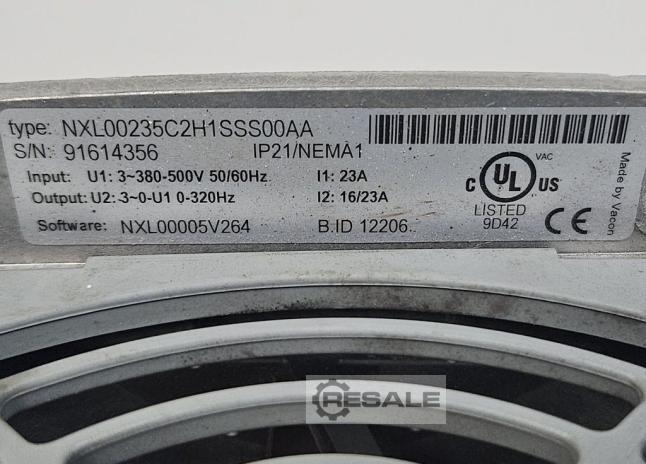 type: NXL00235C2H1SSS00AA
S/N: 91614356 IP21/NEMA1
Input: U1: 3~380-500V 50/60Hz I1: 23A
Output: U2: 3~0-U1 0-320Hz I2: 16/23A
Software: NXL00005V264 B.ID 12206
VAC
C UL US
LISTED
9D42
CE
Made by Vacon
RESALE